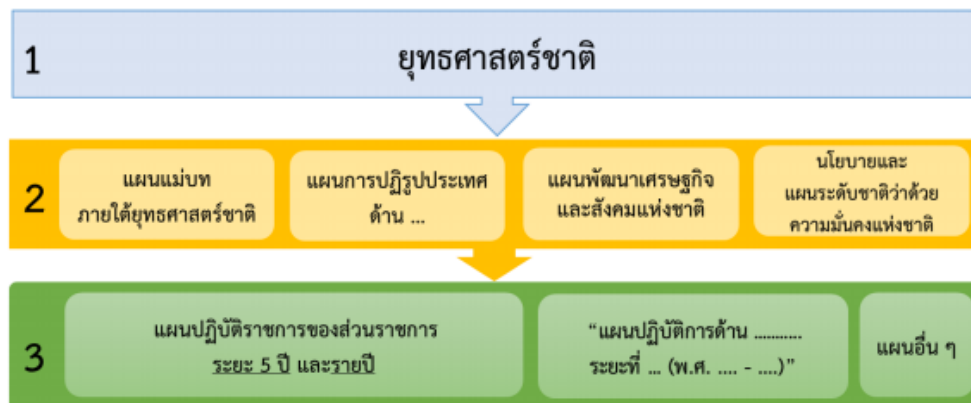 1
ยุทธศาสตร์ชาติ
2
แผนแม่บท
ภายใต้ยุทธศาสตร์ชาติ
แผนการปฏิรูปประเทศ
ด้าน ...
แผนพัฒนาเศรษฐกิจ
และสังคมแห่งชาติ
นโยบายและ
แผนระดับชาติว่าด้วย
ความมั่นคงแห่งชาติ
3
แผนปฏิบัติราชการของส่วนราชการ
ระยะ 5 ปี และรายปี
“แผนปฏิบัติการด้าน ...........
ระยะที่ ... (พ.ศ. .... - ....)”
แผนอื่น ๆ